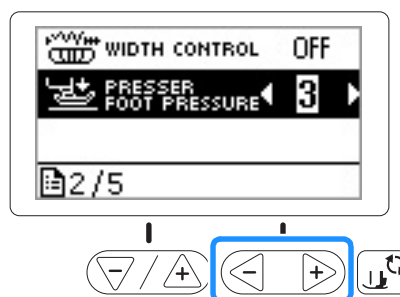 WIDTH CONTROL OFF
PRESSER
FOOT PRESSURE 3
2/5
- / + - +